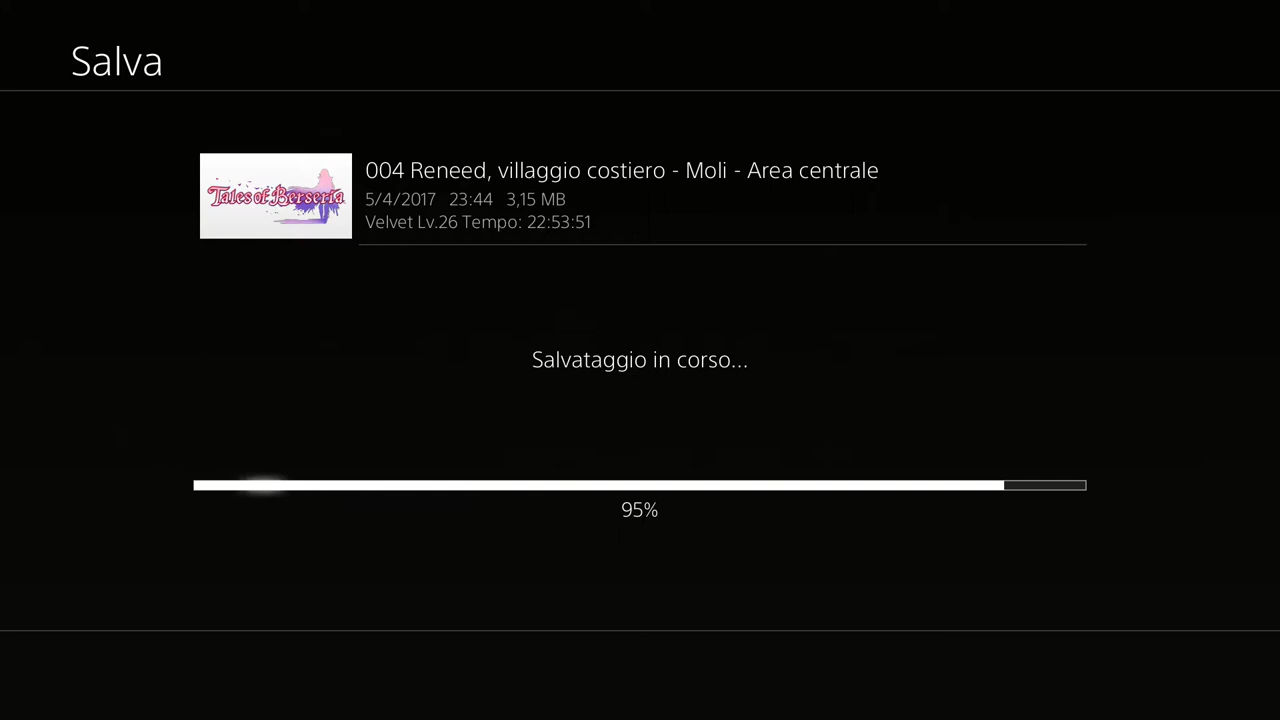 Salva
Tales of Berseria
004 Reneed, villaggio costiero - Moli - Area centrale
5/4/2017 23:44 3,15 MB
Velvet Lv.26 Tempo: 22:53:51
Salvataggio in corso...
95%